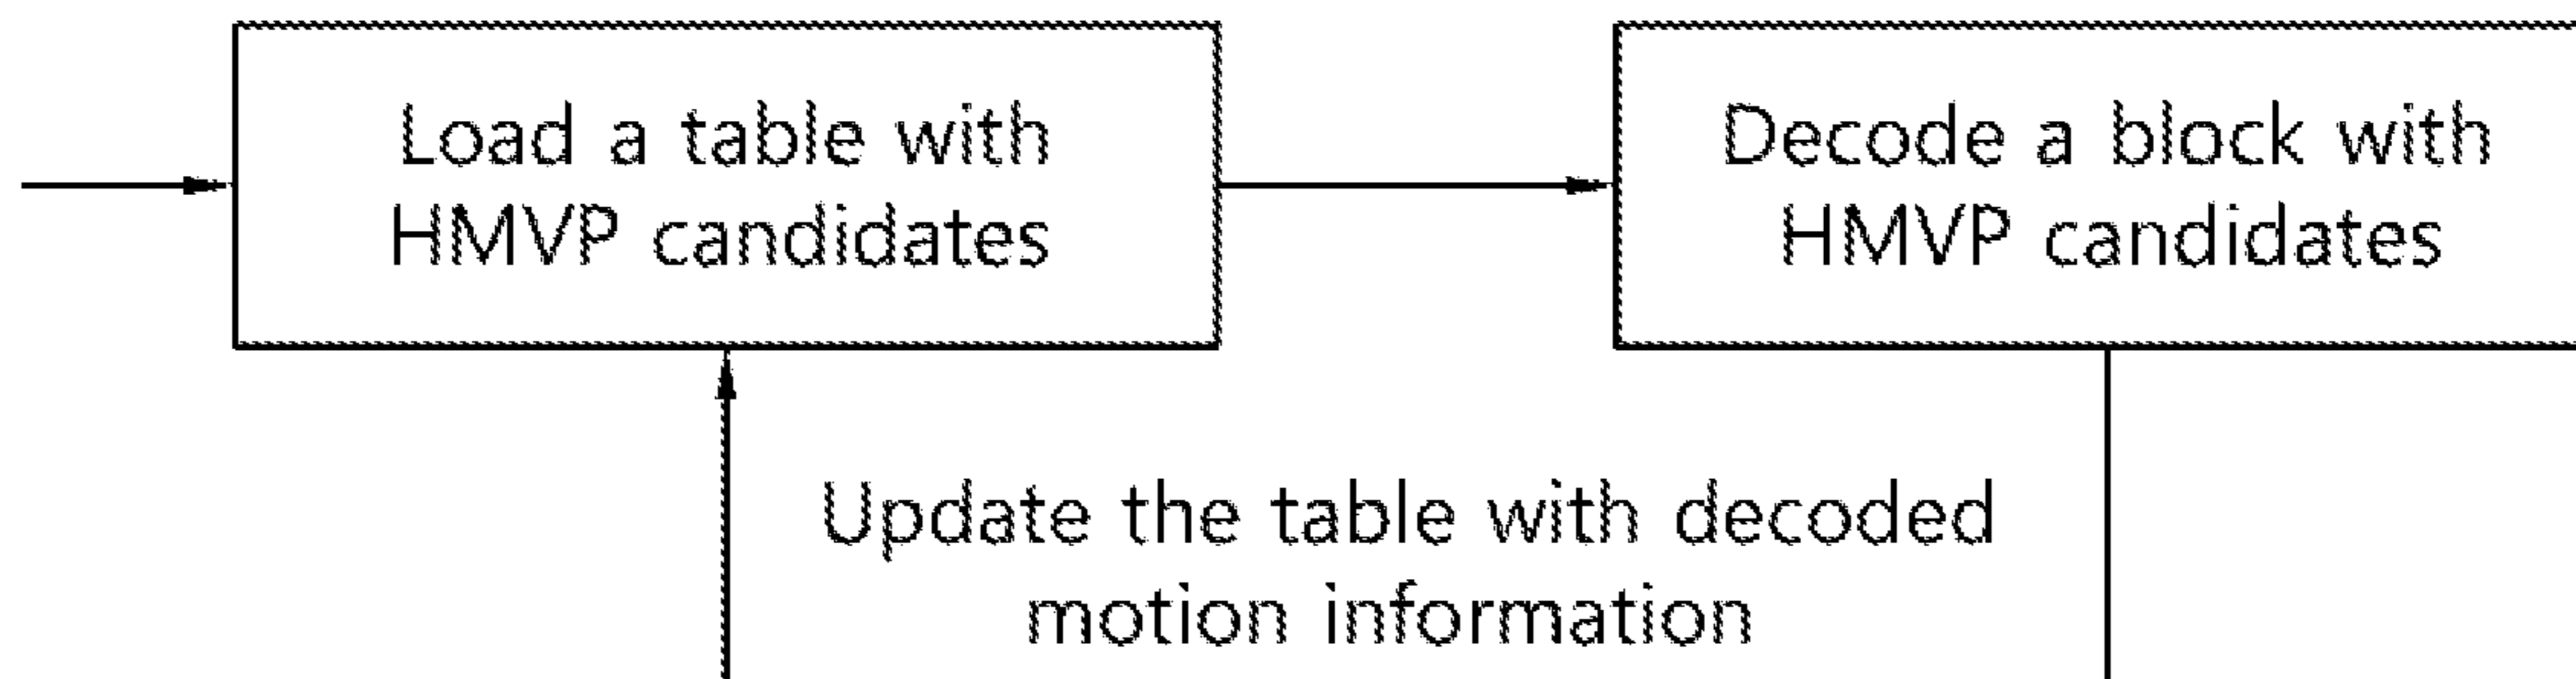 Load a table with
HMVP candidates
Decode a block with
HMVP candidates
Update the table with decoded
motion information